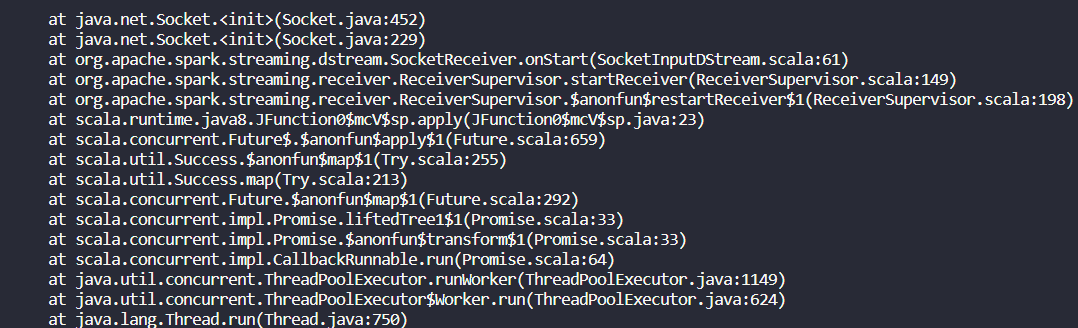 at java.net.Socket.<init>(Socket.java:452)
at java.net.Socket.<init>(Socket.java:229)
at org.apache.spark.streaming.dstream.SocketReceiver.onStart(SocketInputDStream.scala:61)
at org.apache.spark.streaming.receiver.ReceiverSupervisor.startReceiver(ReceiverSupervisor.scala:149)
at org.apache.spark.streaming.receiver.ReceiverSupervisor.$anonfun$restartReceiver$1(ReceiverSupervisor.scala:198)
at scala.runtime.java8.JFunction0$mcV$sp.apply(JFunction0$mcV$sp.java:23)
at scala.concurrent.Future$.$anonfun$apply$1(Future.scala:659)
at scala.util.Success.$anonfun$map$1(Try.scala:255)
at scala.util.Success.map(Try.scala:213)
at scala.concurrent.Future.$anonfun$map$1(Future.scala:292)
at scala.concurrent.impl.Promise.liftedTree1$1(Promise.scala:33)
at scala.concurrent.impl.Promise.$anonfun$transform$1(Promise.scala:33)
at scala.concurrent.impl.CallbackRunnable.run(Promise.scala:64)
at java.util.concurrent.ThreadPoolExecutor.runWorker(ThreadPoolExecutor.java:1149)
at java.util.concurrent.ThreadPoolExecutor$Worker.run(ThreadPoolExecutor.java:624)
at java.lang.Thread.run(Thread.java:750)